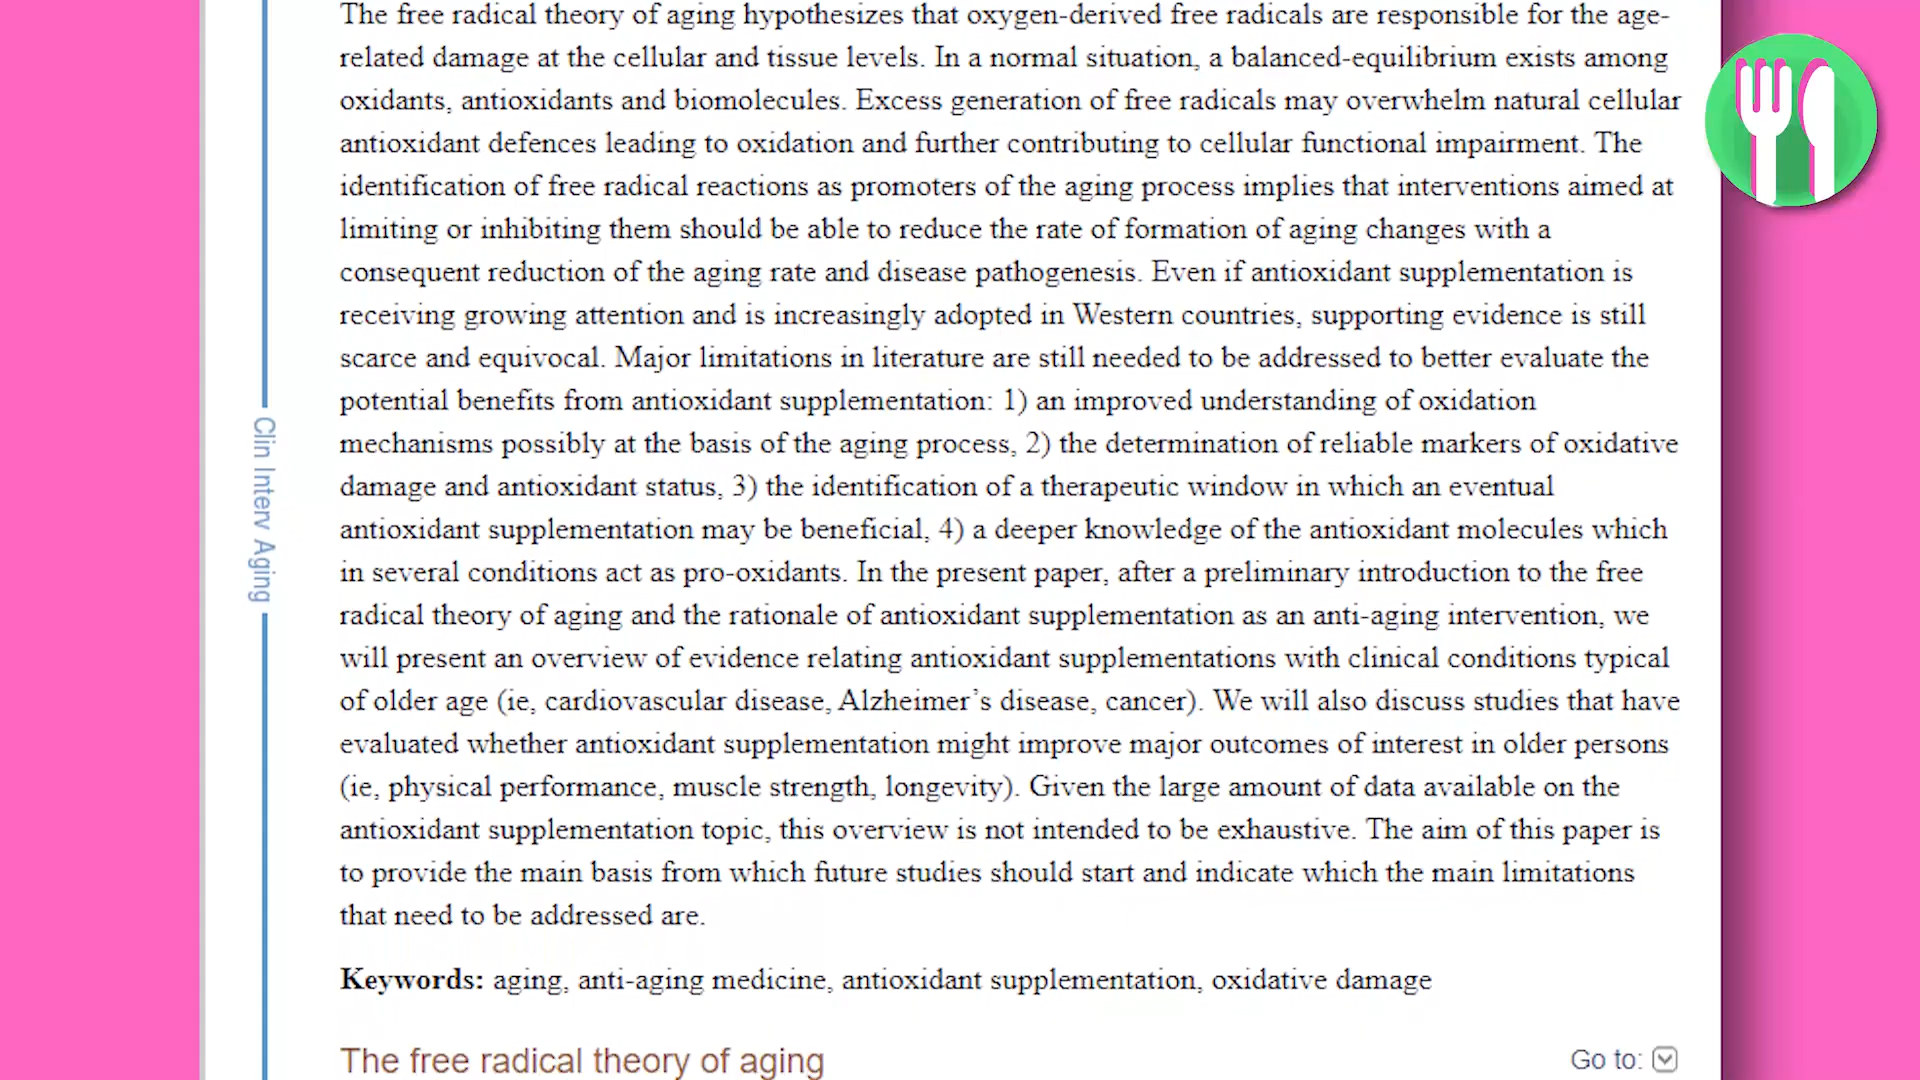 The free radical theory of aging hypothesizes that oxygen-derived free radicals are responsible for the age-
related damage at the cellular and tissue levels. In a normal situation, a balanced-equilibrium exists among
oxidants, antioxidants and biomolecules. Excess generation of free radicals may overwhelm natural cellular
antioxidant defences leading to oxidation and further contributing to cellular functional impairment. The
identification of free radical reactions as promoters of the aging process implies that interventions aimed at
limiting or inhibiting them should be able to reduce the rate of formation of aging changes with a
consequent reduction of the aging rate and disease pathogenesis. Even if antioxidant supplementation is
receiving growing attention and is increasingly adopted in Western countries, supporting evidence is still
scarce and equivocal. Major limitations in literature are still needed to be addressed to better evaluate the
potential benefits from antioxidant supplementation: 1) an improved understanding of oxidation
mechanisms possibly at the basis of the aging process, 2) the determination of reliable markers of oxidative
damage and antioxidant status, 3) the identification of a therapeutic window in which an eventual
antioxidant supplementation may be beneficial, 4) a deeper knowledge of the antioxidant molecules which
in several conditions act as pro-oxidants. In the present paper, after a preliminary introduction to the free
radical theory of aging and the rationale of antioxidant supplementation as an anti-aging intervention, we
will present an overview of evidence relating antioxidant supplementations with clinical conditions typical
of older age (ie, cardiovascular disease, Alzheimer’s disease, cancer). We will also discuss studies that have
evaluated whether antioxidant supplementation might improve major outcomes of interest in older persons
(ie, physical performance, muscle strength, longevity). Given the large amount of data available on the
antioxidant supplementation topic, this overview is not intended to be exhaustive. The aim of this paper is
to provide the main basis from which future studies should start and indicate which the main limitations
that need to be addressed are.
Keywords: aging, anti-aging medicine, antioxidant supplementation, oxidative damage
The free radical theory of aging
Go to:
Clin Interv Aging